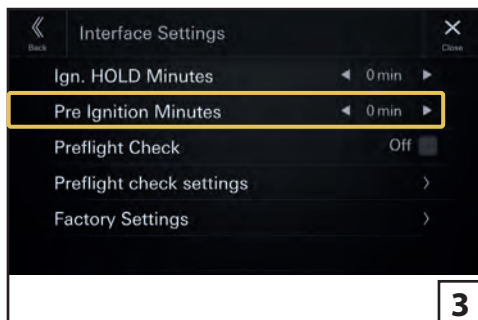 Back Interface Settings Close
Ign. HOLD Minutes 0 min
Pre Ignition Minutes 0 min
Preflight Check Off
Preflight check settings
Factory Settings
3